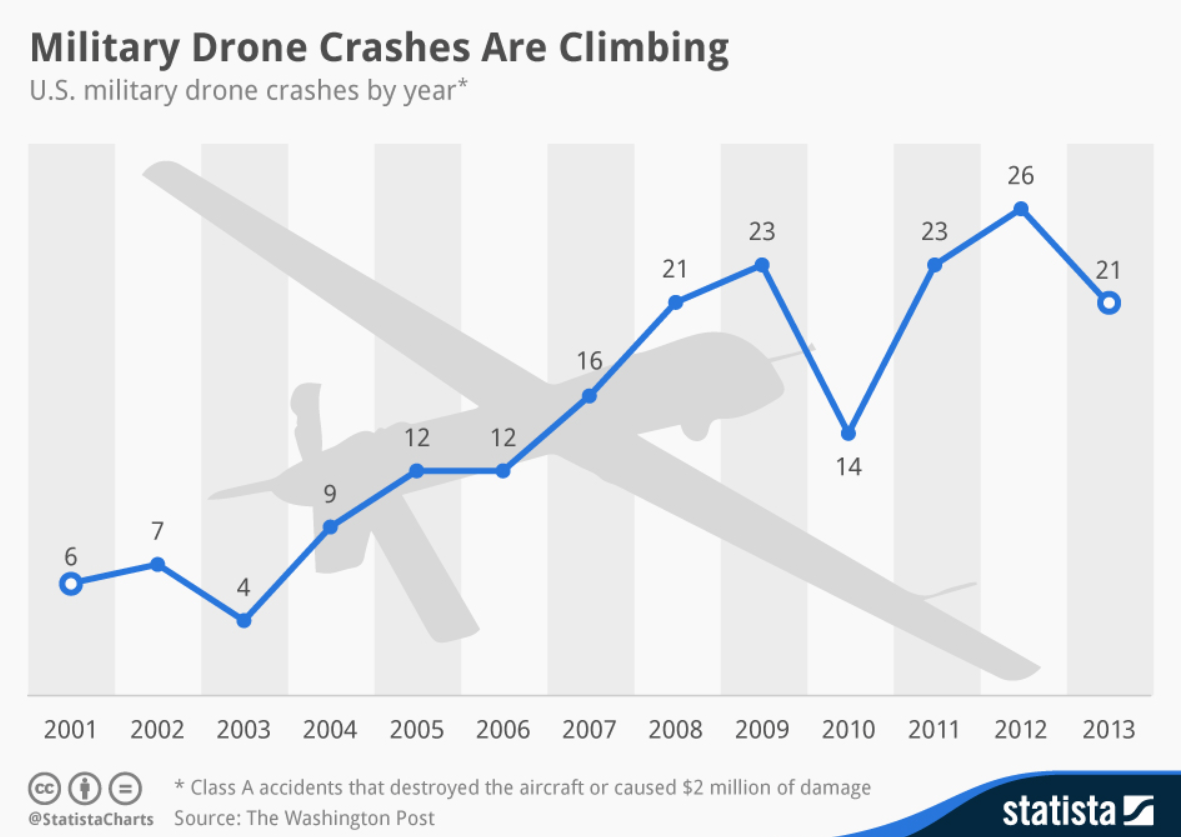 Military Drone Crashes Are Climbing
U.S. military drone crashes by year*
6
7
4
9
12
12
16
21
23
14
23
26
21
2001 2002 2003 2004 2005 2006 2007 2008 2009 2010 2011 2012 2013
cc
@StatistaCharts
* Class A accidents that destroyed the aircraft or caused $2 million of damage
Source: The Washington Post
statista